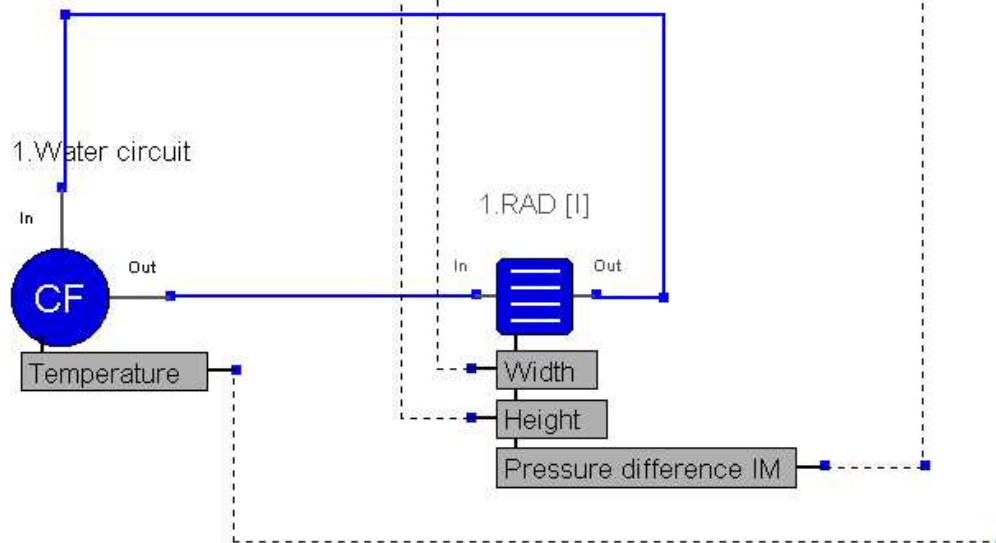 1.Water circuit
1.RAD [I]
In
Out
In
Out
CF
Temperature
Width
Height
Pressure difference IM